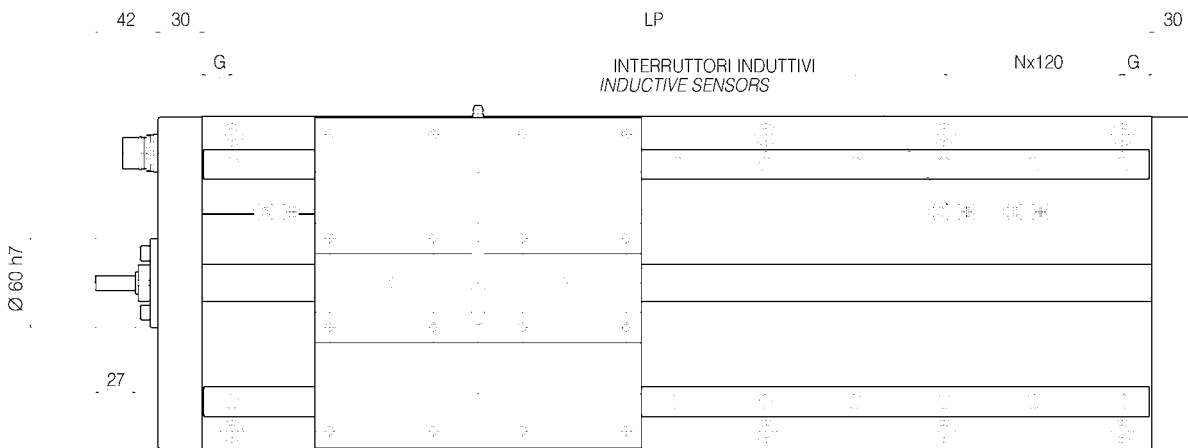 42 30 LP 30
G INTERRUTTORI INDUTTIVI Nx120 G
INDUCTIVE SENSORS
Ø 60 h7
27